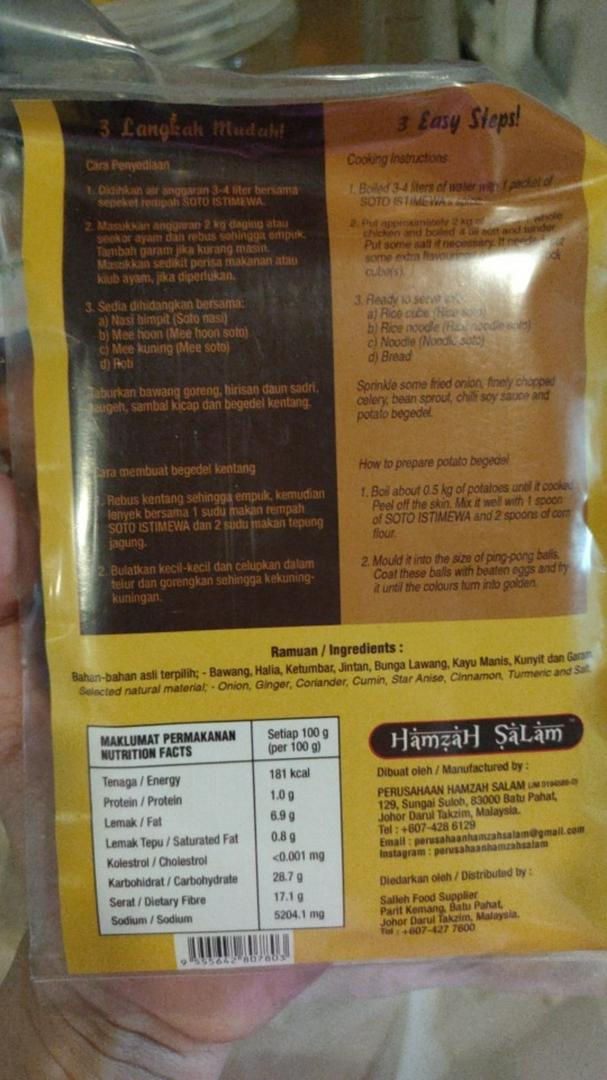 3 Langkah Mudah!
Cara Penyediaan
1. Didihkan air anggaran 3-4 liter bersama
sepeket rempah SOTO ISTIMEWA.
2. Masukkan anggaran 2 kg daging atau
seekor ayam dan rebus sehingga empuk.
Tambah garam jika kurang masin.
Masukkan sedikit perisa makanan atau
kiub ayam, jika diperlukan.
3. Sedia dihidangkan bersama:
a) Nasi himpit (Soto nasi)
b) Mee hoon (Mee hoon soto)
c) Mee kuning (Mee soto)
d) Roti
Taburkan bawang goreng, hirisan daun sadri,
taugeh, sambal kicap dan begedel kentang.
Cara membuat begedel kentang
1. Rebus kentang sehingga empuk, kemudian
lenyek bersama 1 sudu makan rempah
SOTO ISTIMEWA dan 2 sudu makan tepung
jagung.
2. Bulatkan kecil-kecil dan celupkan dalam
telur dan gorengkan sehingga kekuning-
kuningan.
3 Easy Steps!
Cooking Instructions:
1. Boiled 3-4 liters of water with 1 packet of
SOTO ISTIMEWA's
2. Put approximately 2 kg of whole
chicken and boiled it till soft and tender.
Put some salt if necessary. If
some extra
cube(s).
3. Ready to serve
a) Rice cube
b) Rice noodle
c) Noodle (Noodle soto)
d) Bread
Sprinkle some fried onion, finely chopped
celery, bean sprout, chilli soy sauce and
potato begedel.
How to prepare potato begedel
1. Boil about 0.5 kg of potatoes until it cooked.
Peel off the skin. Mix it well with 1 spoon
of SOTO ISTIMEWA and 2 spoons of corn
flour.
2. Mould it into the size of ping-pong balls.
Coat these balls with beaten eggs and fry
it until the colours turn into golden.
Ramuan / Ingredients :
Bahan-bahan asli terpilih; - Bawang, Halia, Ketumbar, Jintan, Bunga Lawang, Kayu Manis, Kunyit dan Garam.
Selected natural material; - Onion, Ginger, Coriander, Cumin, Star Anise, Cinnamon, Turmeric and Salt.
MAKLUMAT PERMAKANAN Setiap 100 g
NUTRITION FACTS (per 100 g)
Tenaga / Energy 181 kcal
Protein / Protein 1.0 g
Lemak / Fat 6.9 g
Lemak Tepu / Saturated Fat 0.8 g
Kolestrol / Cholestrol <0.001 mg
Karbohidrat / Carbohydrate 28.7 g
Serat / Dietary Fibre 17.1 g
Sodium / Sodium 5204.1 mg
9 555642 807803
HamzaH SaLam™
Dibuat oleh / Manufactured by :
PERUSAHAAN HAMZAH SALAM
129, Sungai Suloh, 83000 Batu Pahat,
Johor Darul Takzim, Malaysia.
Tel : +607-428 6129
Email : perusahaanhamzahsalam@gmail.com
Instagram : perusahaanhamzahsalam
Diedarkan oleh / Distributed by :
Salleh Food Supplier
Parit Kemang, Batu Pahat,
Johor Darul Takzim, Malaysia.
Tel : +607-427 7600